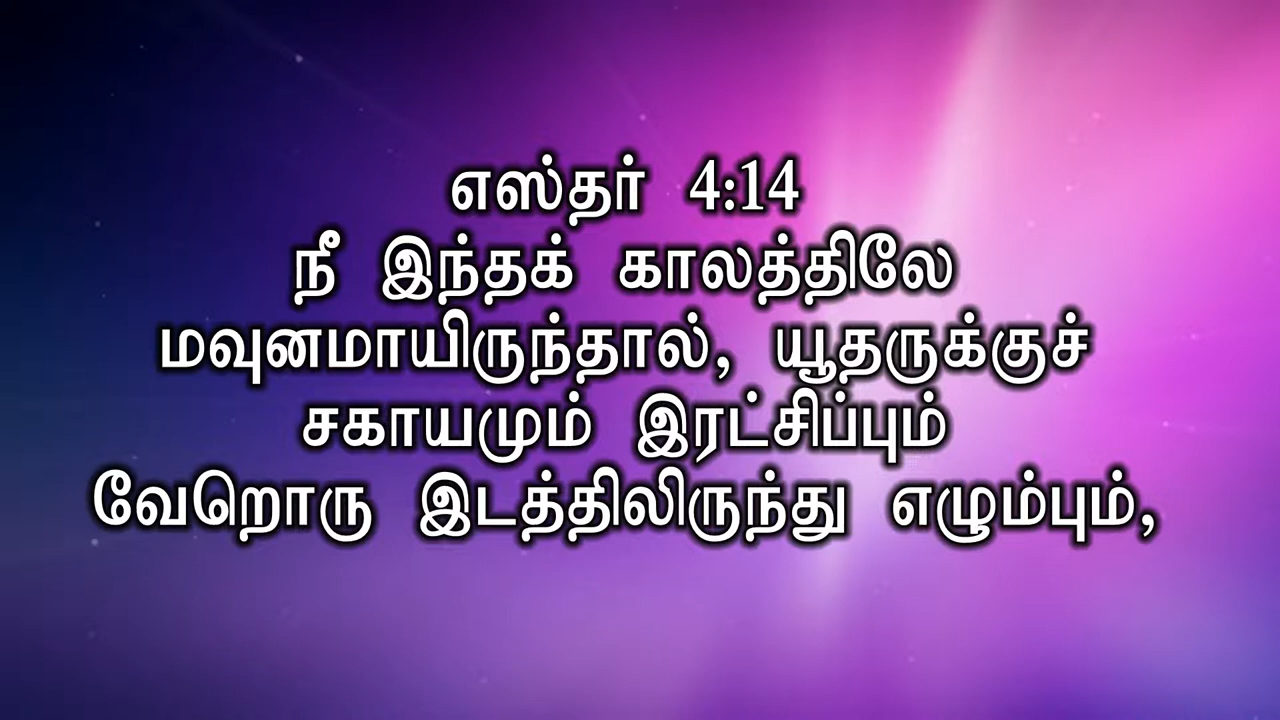 எஸ்தர் 4:14
நீ இந்தக் காலத்திலே
மவுனமாயிருந்தால், யூதருக்குச்
சகாயமும் இரட்சிப்பும்
வேறொரு இடத்திலிருந்து எழும்பும்,